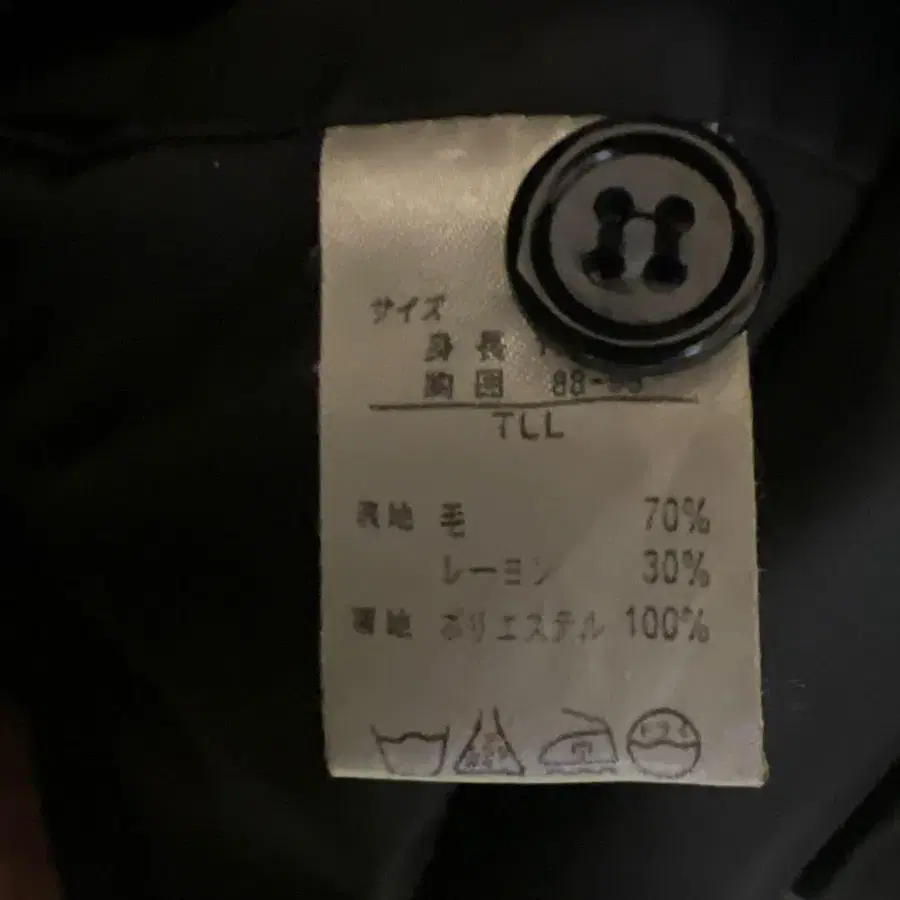 サイズ
身長
胸囲 88-
TLL
表地 毛 70%
レーヨン 30%
裏地 ポリエステル 100%